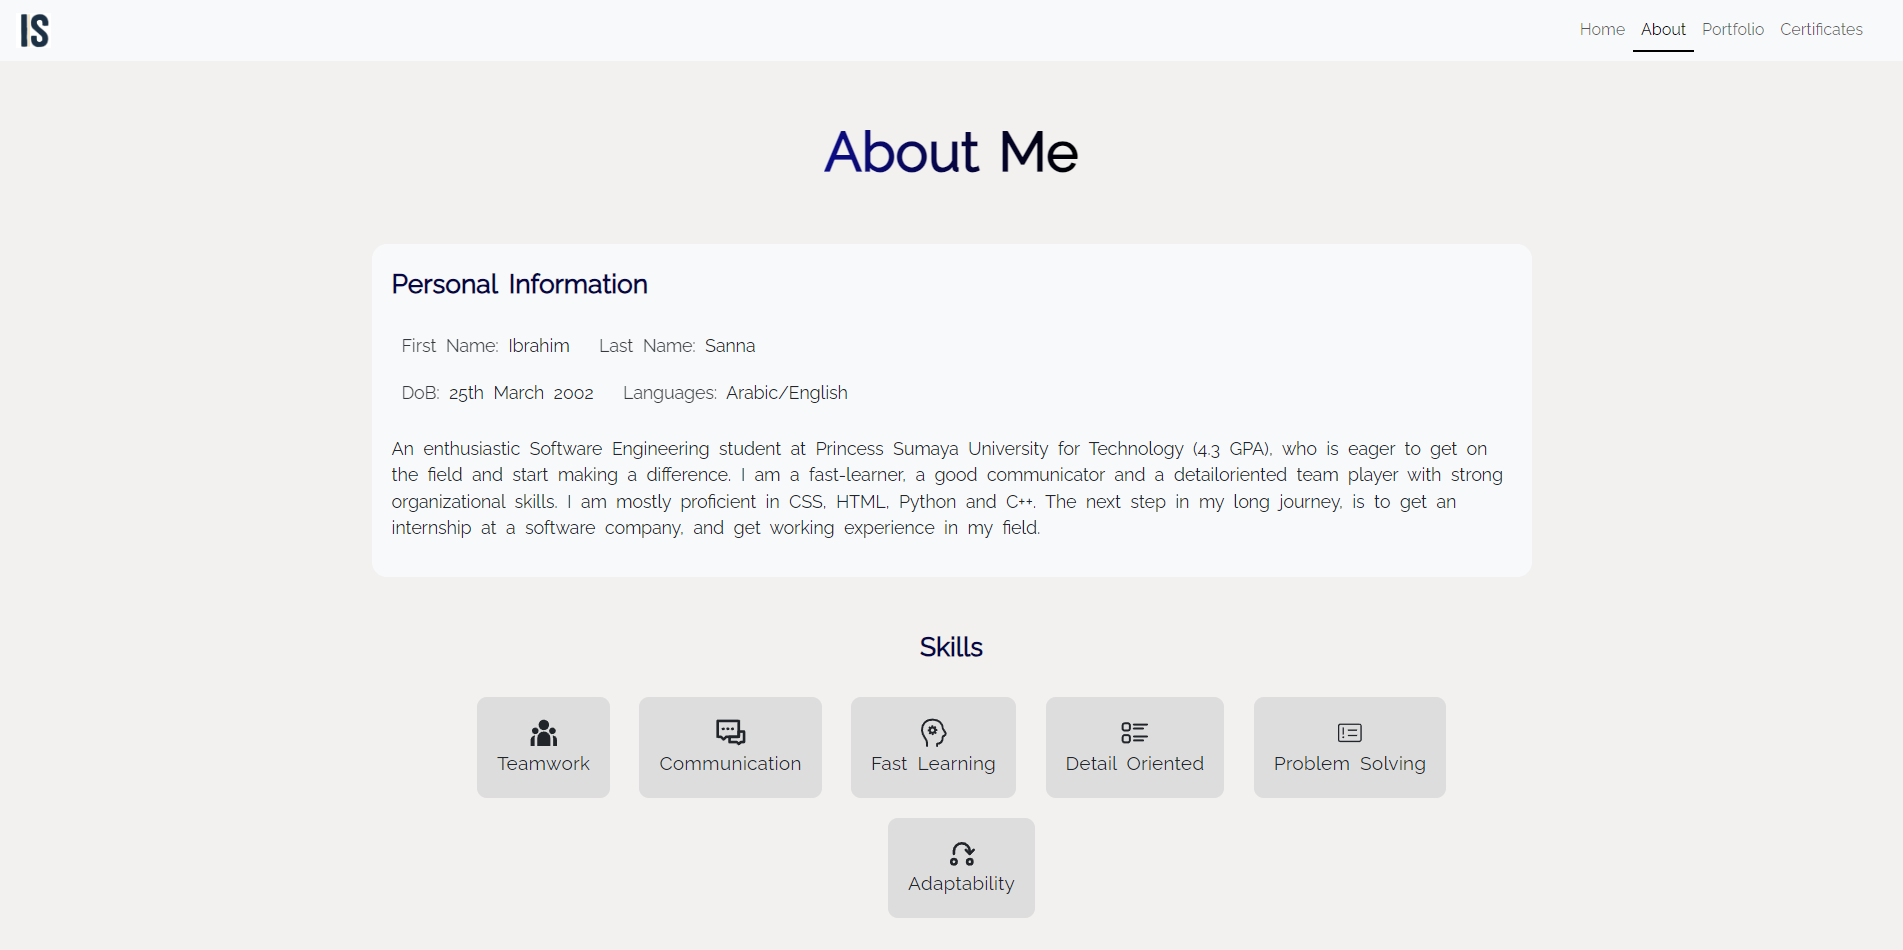 IS
Home About Portfolio Certificates
About Me
Personal Information
First Name: Ibrahim Last Name: Sanna
DoB: 25th March 2002 Languages: Arabic/English
An enthusiastic Software Engineering student at Princess Sumaya University for Technology (4.3 GPA), who is eager to get on
the field and start making a difference. I am a fast-learner, a good communicator and a detailoriented team player with strong
organizational skills. I am mostly proficient in CSS, HTML, Python and C++. The next step in my long journey, is to get an
internship at a software company, and get working experience in my field.
Skills
Teamwork Communication Fast Learning Detail Oriented Problem Solving
Adaptability